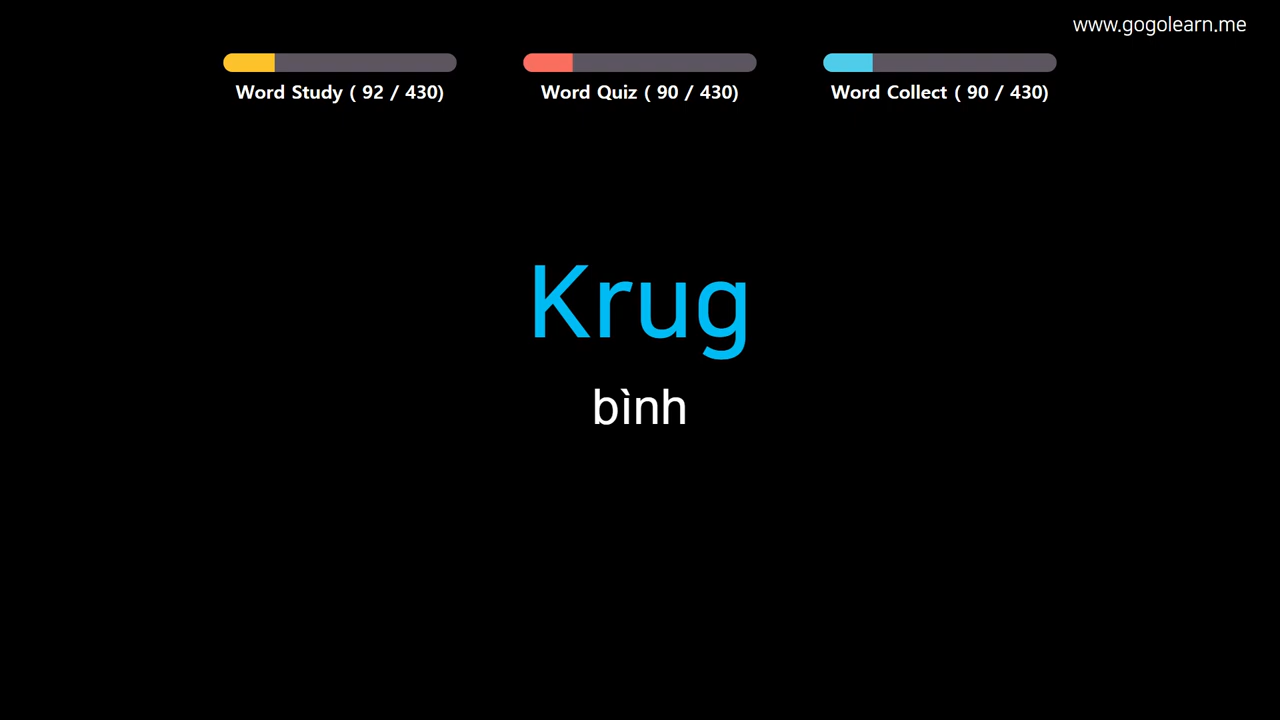 www.gogolearn.me
Word Study ( 92 / 430)
Word Quiz ( 90 / 430)
Word Collect ( 90 / 430)
Krug
bình